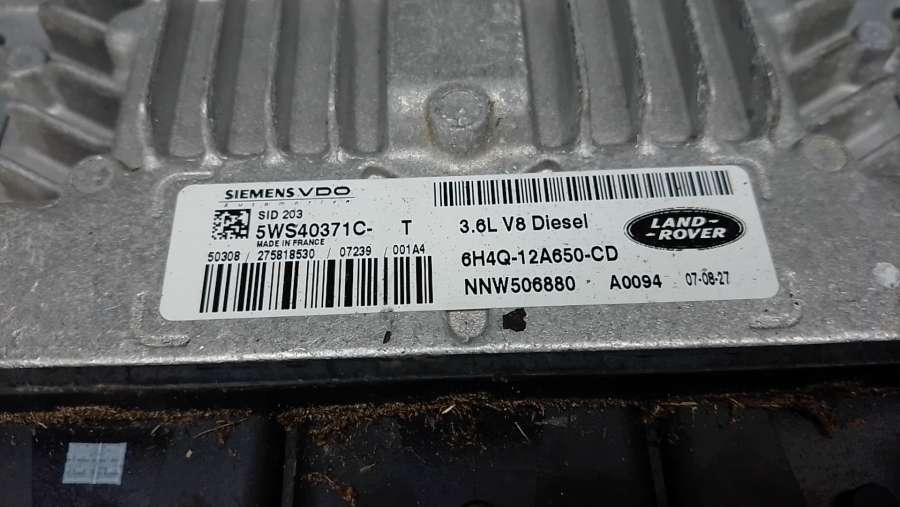 SIEMENS VDO
Automotive
SID 203
5WS40371C- T
MADE IN FRANCE
50308 / 275818530 / 07239 / 001A4
3.6L V8 Diesel
6H4Q-12A650-CD
NNW506880 A0094 07-08-27
LAND-
-ROVER